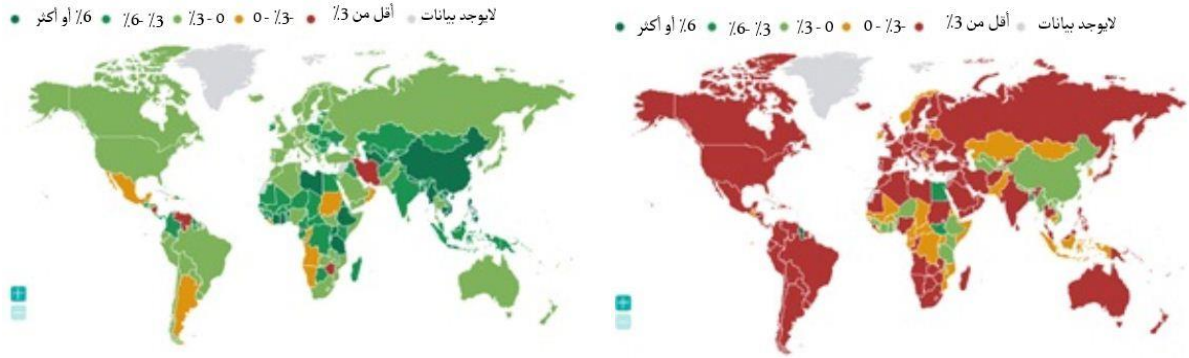 لايوجد بيانات أقل من 3٪ -3٪- 0 0 - 3٪ 3٪ -6٪ 6٪ أو أكثر
لايوجد بيانات أقل من 3٪ -3٪- 0 0 - 3٪ 3٪ -6٪ 6٪ أو أكثر